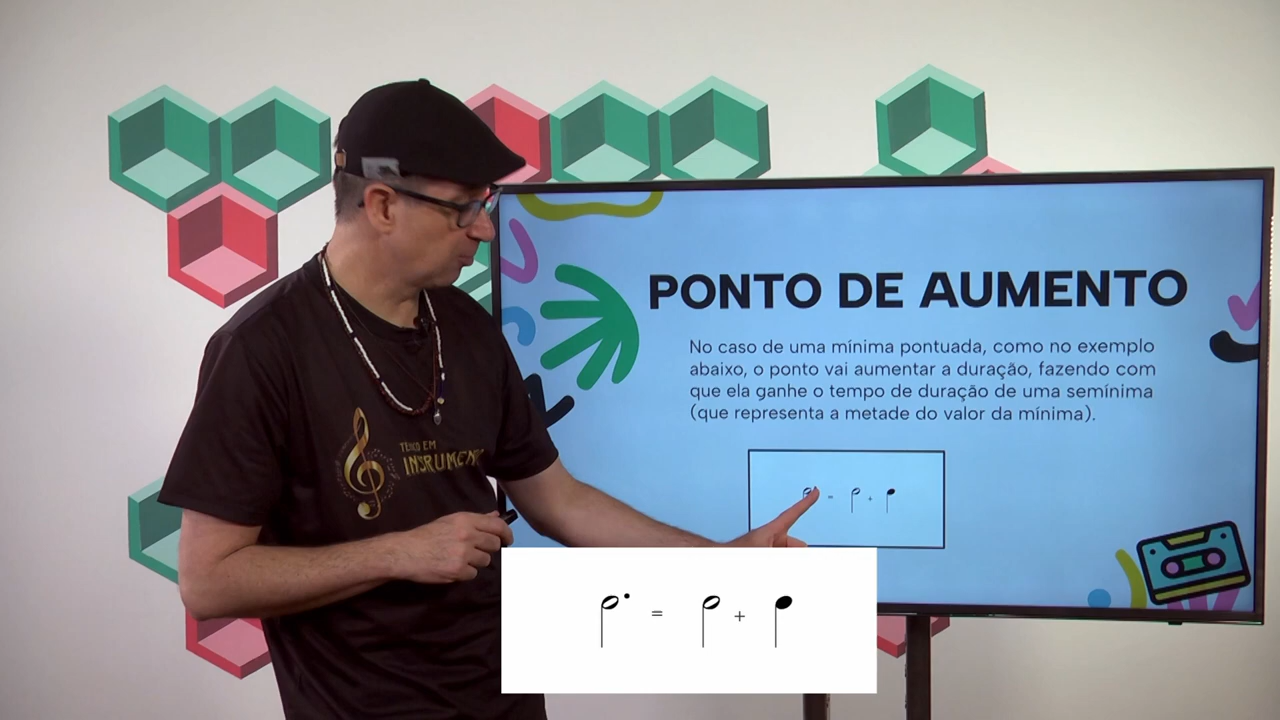 PONTO DE AUMENTO
No caso de uma mínima pontuada, como no exemplo
abaixo, o ponto vai aumentar a duração, fazendo com
que ela ganhe o tempo de duração de uma semínima
(que representa a metade do valor da mínima).
= +
= +